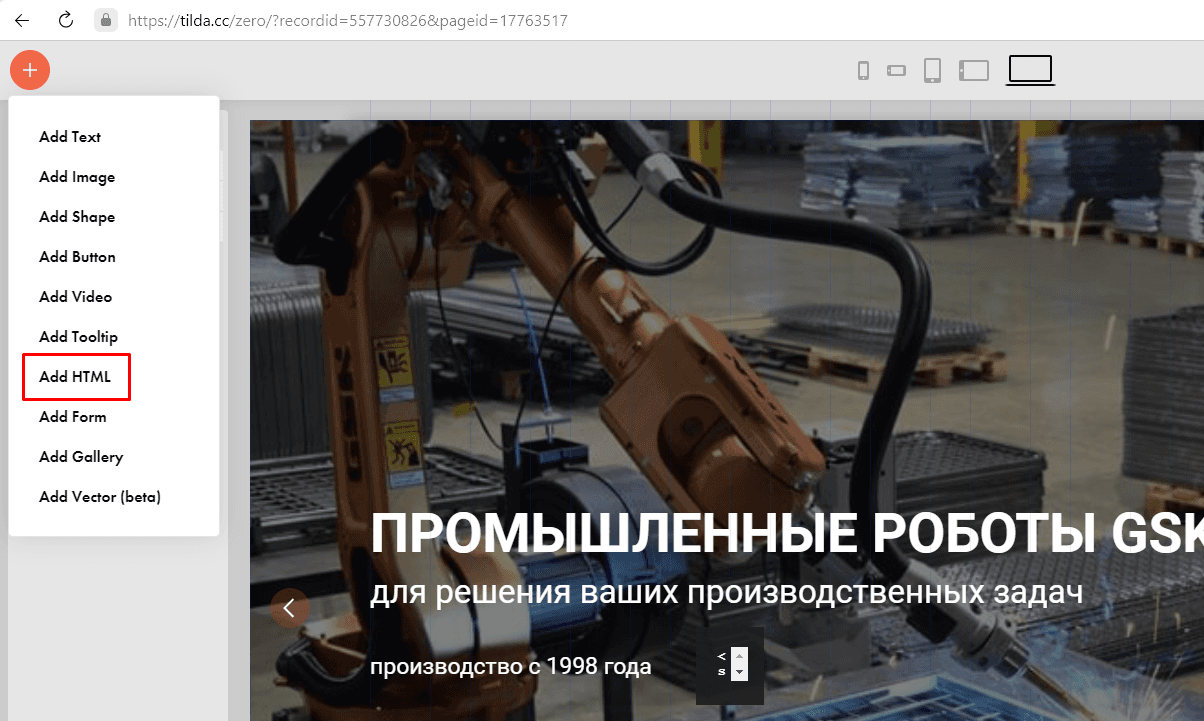 https://tilda.cc/zero/?recordid=557730826&pageid=17763517
Add Text
Add Image
Add Shape
Add Button
Add Video
Add Tooltip
Add HTML
Add Form
Add Gallery
Add Vector (beta)
ПРОМЫШЛЕННЫЕ РОБОТЫ GSK
для решения ваших производственных задач
производство с 1998 года
<
s